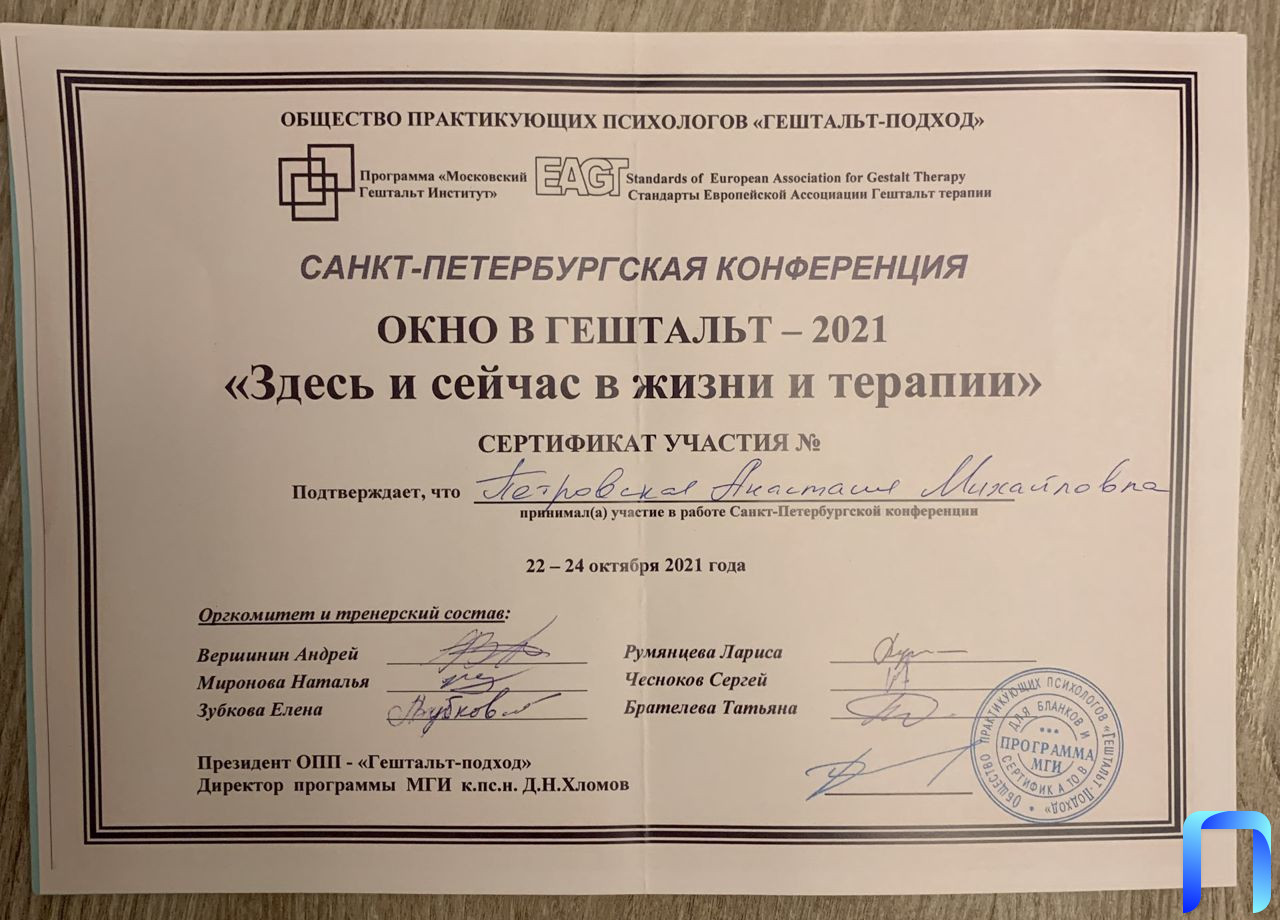 ОБЩЕСТВО ПРАКТИКУЮЩИХ ПСИХОЛОГОВ «ГЕШТАЛЬТ-ПОДХОД»
Программа «Московский
Гештальт Институт»
EAGT
Standards of European Association for Gestalt Therapy
Стандарты Европейской Ассоциации Гештальт терапии
САНКТ-ПЕТЕРБУРГСКАЯ КОНФЕРЕНЦИЯ
ОКНО В ГЕШТАЛЬТ – 2021
«Здесь и сейчас в жизни и терапии»
СЕРТИФИКАТ УЧАСТИЯ №
Подтверждает, что Петровская Анастасия Михайловна
принимал(а) участие в работе Санкт-Петербургской конференции
22 – 24 октября 2021 года
Оргкомитет и тренерский состав:
Вершинин Андрей
Румянцева Лариса
Миронова Наталья
Чесноков Сергей
Зубкова Елена
Брателева Татьяна
Президент ОПП - «Гештальт-подход»
Директор программы МГИ к.пс.н. Д.Н.Хломов
ОБЩЕСТВО ПРАКТИКУЮЩИХ ПСИХОЛОГОВ «ГЕШТАЛЬТ-ПОДХОД»
ДЛЯ БЛАНКОВ И СЕРТИФИКАТОВ
ПРОГРАММА
МГИ